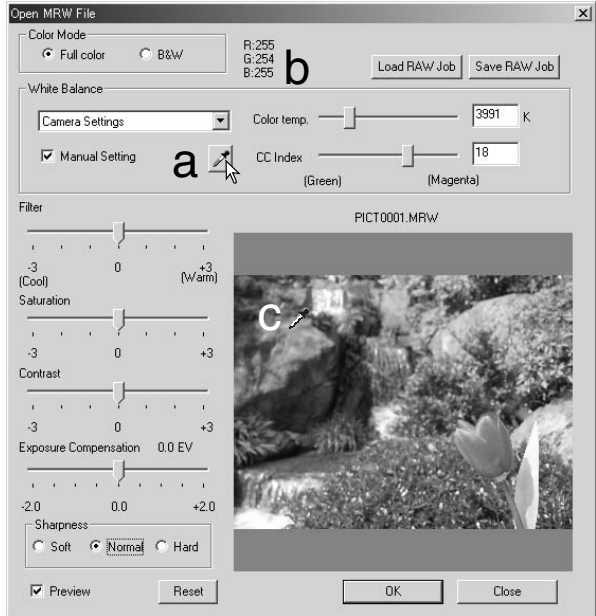 Open MRW File
Color Mode
Full color B&W
R:255
G:254
B:255
b
Load RAW Job Save RAW Job
White Balance
Camera Settings
Color temp. 3991 K
Manual Setting
a
CC Index 18
(Green) (Magenta)
Filter
-3 0 +3
(Cool) (Warm)
Saturation
-3 0 +3
Contrast
-3 0 +3
Exposure Compensation 0.0 EV
-2.0 0.0 +2.0
Sharpness
Soft Normal Hard
Preview Reset
PICT0001.MRW
c
OK Close